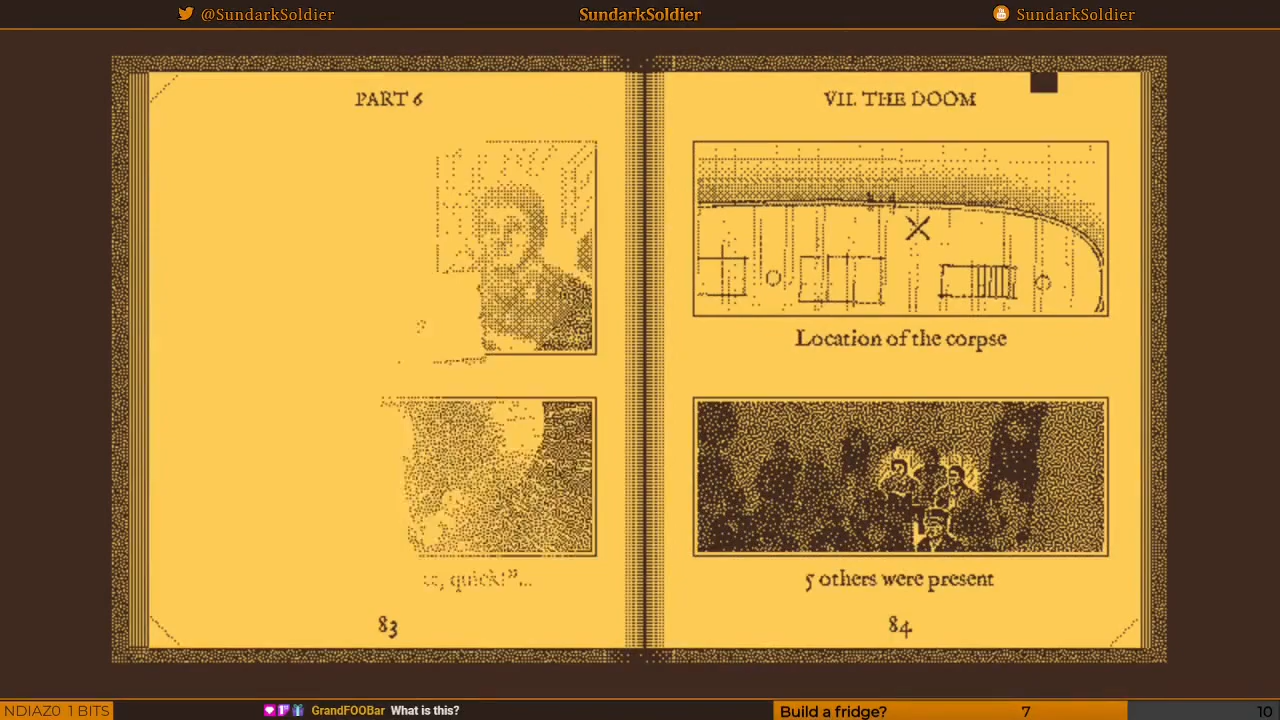 @SundarkSoldier
SundarkSoldier
SundarkSoldier
PART 6
VII. THE DOOM
Location of the corpse
quick!"...
5 others were present
83
84
NDIAZ0 1 BITS
GrandFOOBar What is this?
Build a fridge? 7 10